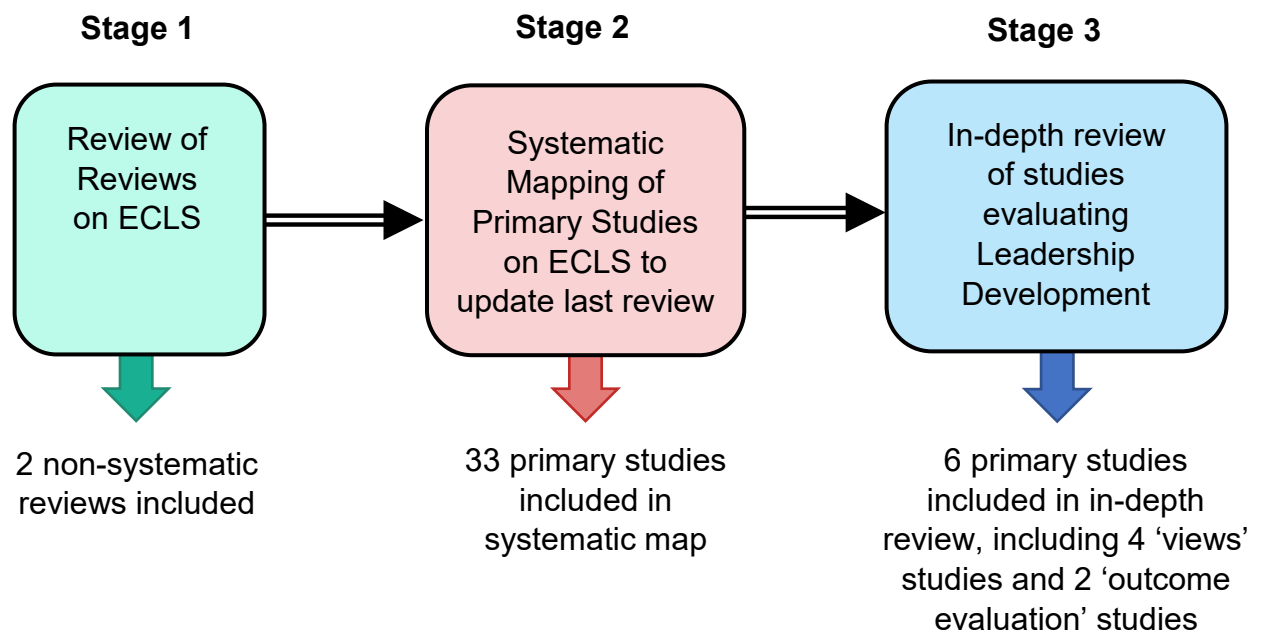 Stage 1
Review of
Reviews
on ECLS
2 non-systematic
reviews included
Stage 2
Systematic
Mapping of
Primary Studies
on ECLS to
update last review
33 primary studies
included in
systematic map
Stage 3
In-depth review
of studies
evaluating
Leadership
Development
6 primary studies
included in in-depth
review, including 4 ‘views’
studies and 2 ‘outcome
evaluation’ studies